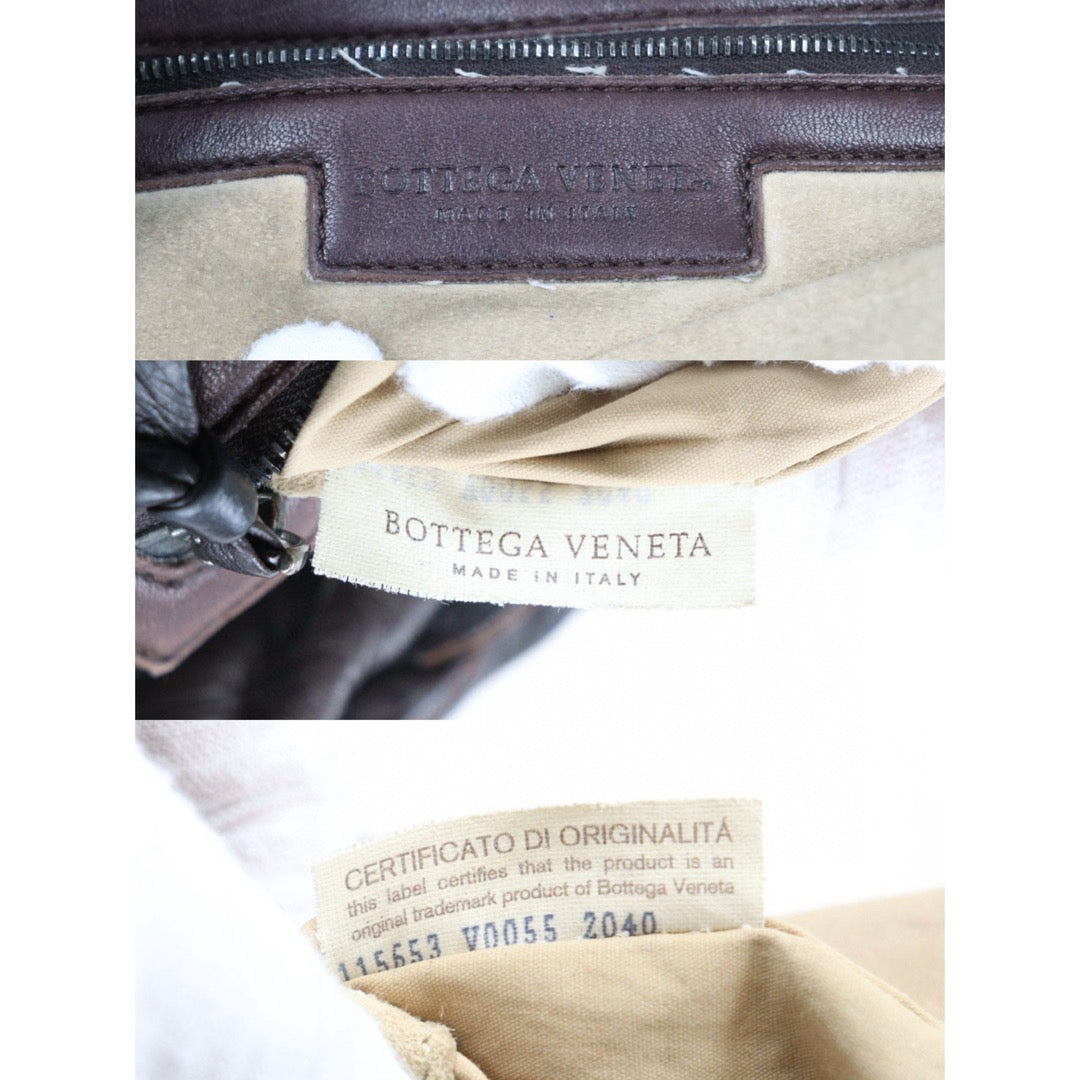 BOTTEGA VENETA
MADE IN ITALY
BOTTEGA VENETA
MADE IN ITALY
CERTIFICATO DI ORIGINALITÁ
this label certifies that the product is an
original trademark product of Bottega Veneta
115653 V0055 2040